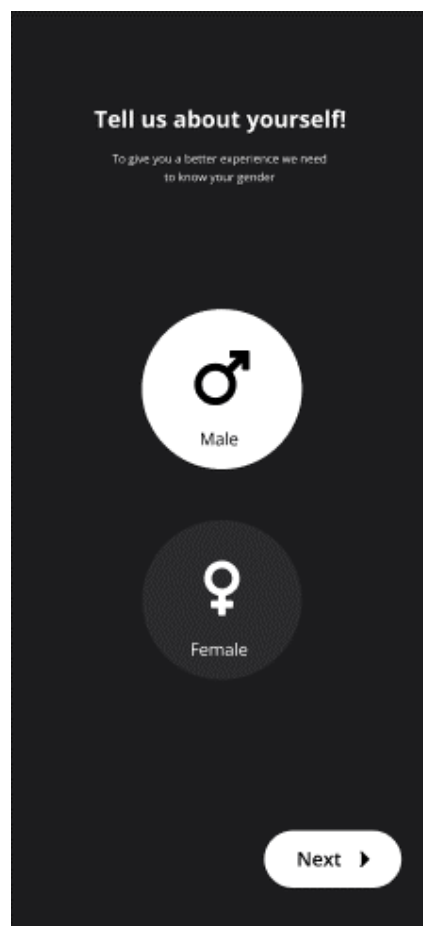 Tell us about yourself!
To give you a better experience we need
to know your gender
Male
Female
Next